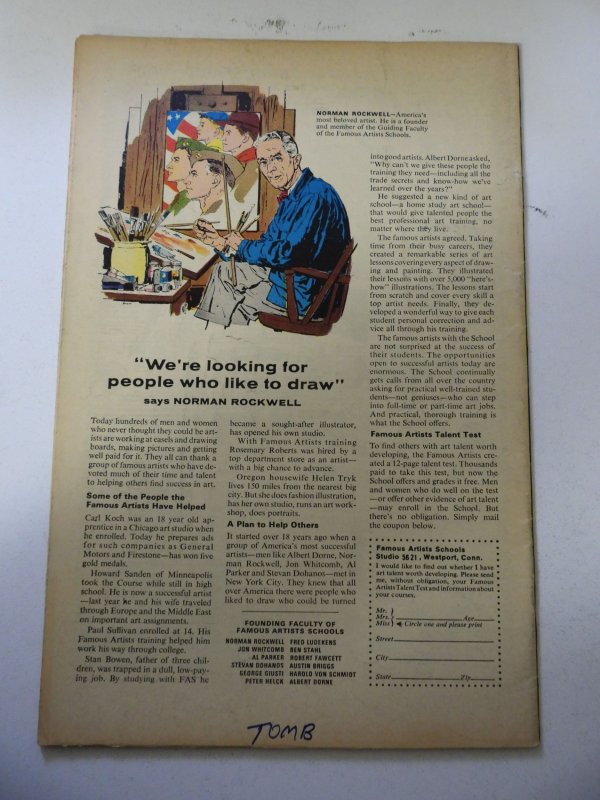 NORMAN ROCKWELL—America's
most beloved artist. He is a founder
and member of the Guiding Faculty
of the Famous Artists Schools.
"We're looking for
people who like to draw"
says NORMAN ROCKWELL
Today hundreds of men and women
who never thought they could be art-
ists are working at easels and drawing
boards, making pictures and getting
well paid for it. They all can thank a
group of famous artists who have de-
voted much of their time and talent
to helping others find success in art.
Some of the People the
Famous Artists Have Helped
Carl Koch was an 18 year old ap-
prentice in a Chicago art studio when
he enrolled. Today he prepares ads
for such companies as General
Motors and Firestone—has won five
gold medals.
Howard Sanden of Minneapolis
took the Course while still in high
school. He is now a successful artist
—last year he and his wife traveled
through Europe and the Middle East
on important art assignments.
Paul Sullivan enrolled at 14. His
Famous Artists training helped him
work his way through college.
Stan Bowen, father of three chil-
dren, was trapped in a dull, low-pay-
ing job. By studying with FAS he
became a sought-after illustrator,
has opened his own studio.
With Famous Artists training
Rosemary Roberts was hired by a
top department store as an artist—
with a big chance to advance.
Oregon housewife Helen Tryk
lives 150 miles from the nearest big
city. But she does fashion illustration,
has her own studio, runs an art work-
shop, does portraits.
A Plan to Help Others
It started over 18 years ago when a
group of America's most successful
artists—men like Albert Dorne, Nor-
man Rockwell, Jon Whitcomb, Al
Parker and Stevan Dohanos—met in
New York City. They knew that all
over America there were people who
liked to draw who could be turned
FOUNDING FACULTY OF
FAMOUS ARTISTS SCHOOLS
NORMAN ROCKWELL FRED LUDEKENS
JON WHITCOMB BEN STAHL
AL PARKER ROBERT FAWCETT
STEVAN DOHANOS AUSTIN BRIGGS
GEORGE GIUSTI HAROLD VON SCHMIDT
PETER HELCK ALBERT DORNE
into good artists. Albert Dorne asked,
"Why can't we give these people the
training they need—including all the
trade secrets and know-how we've
learned over the years?"
He suggested a new kind of art
school—a home study art school—
that would give talented people the
best professional art training, no
matter where they live.
The famous artists agreed. Taking
time from their busy careers, they
created a remarkable series of art
lessons covering every aspect of draw-
ing and painting. They illustrated
their lessons with over 5,000 "here's-
how" illustrations. The lessons start
from scratch and cover every skill a
top artist needs. Finally, they de-
veloped a wonderful way to give each
student personal correction and ad-
vice all through his training.
The famous artists with the School
are not surprised at the success of
their students. The opportunities
open to successful artists today are
enormous. The School continually
gets calls from all over the country
asking for practical well-trained stu-
dents—not geniuses—who can step
into full-time or part-time art jobs.
And practical, thorough training is
what the School offers.
Famous Artists Talent Test
To find others with art talent worth
developing, the Famous Artists cre-
ated a 12-page talent test. Thousands
paid to take this test, but now the
School offers and grades it free. Men
and women who do well on the test
—or offer other evidence of art talent
—may enroll in the School. But
there's no obligation. Simply mail
the coupon below.
Famous Artists Schools
Studio 5621, Westport, Conn.
I would like to find out whether I have
art talent worth developing. Please send
me, without obligation, your Famous
Artists Talent Test and information about
your courses.
Mr.
Mrs. Age
Miss Circle one and please print
Street
City
State Zip
TOMB